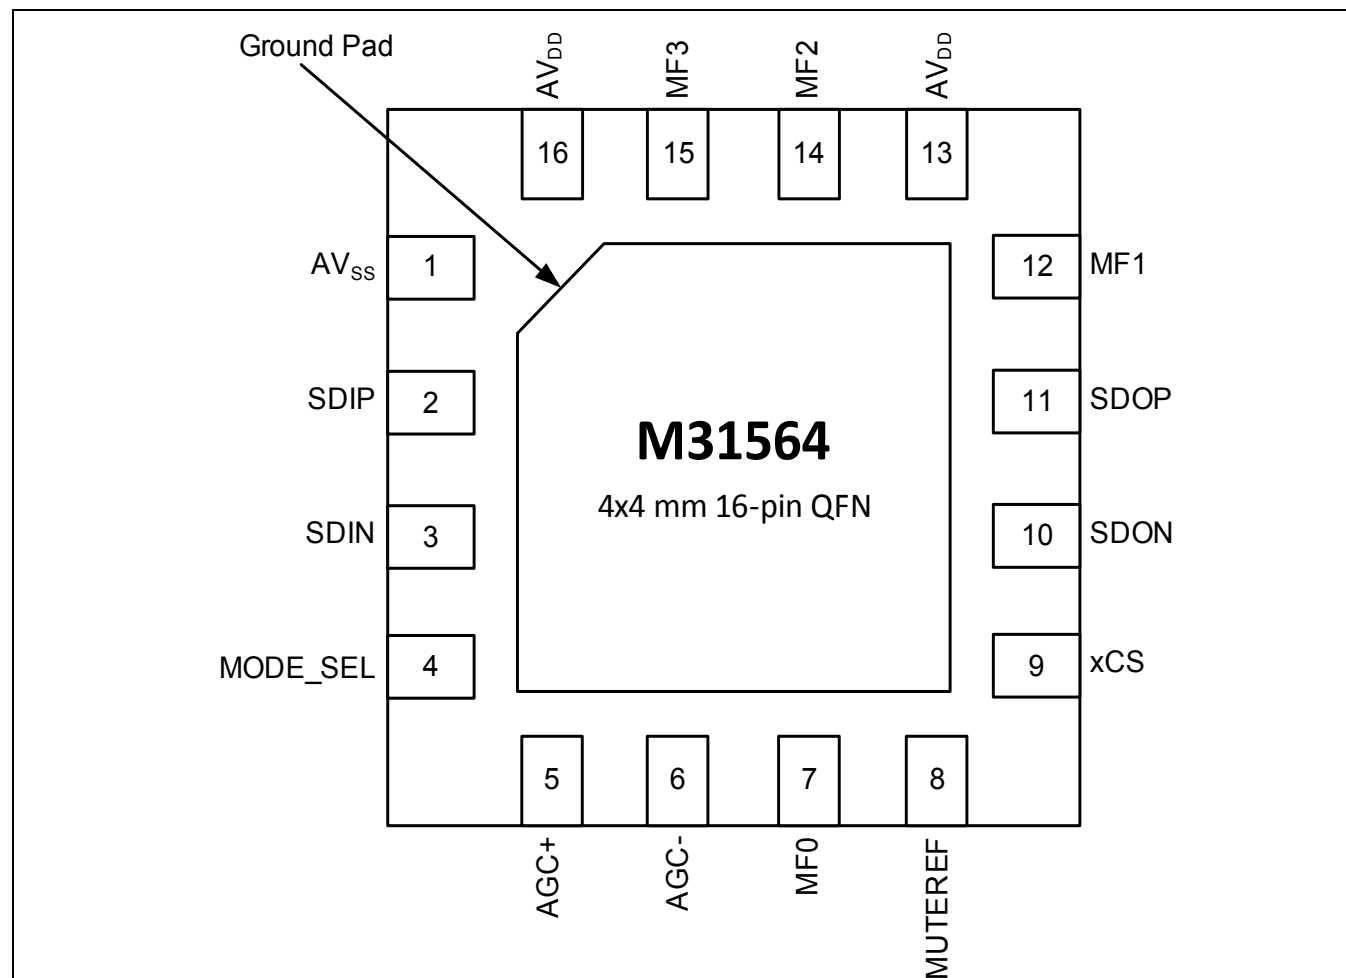 Ground Pad
AVDD
MF3
MF2
AVDD
16
15
14
13
AVSS
1
12
MF1
SDIP
2
11
SDOP
M31564
4x4 mm 16-pin QFN
SDIN
3
10
SDON
MODE_SEL
4
9
xCS
5
6
7
8
AGC+
AGC-
MF0
MUTEREF